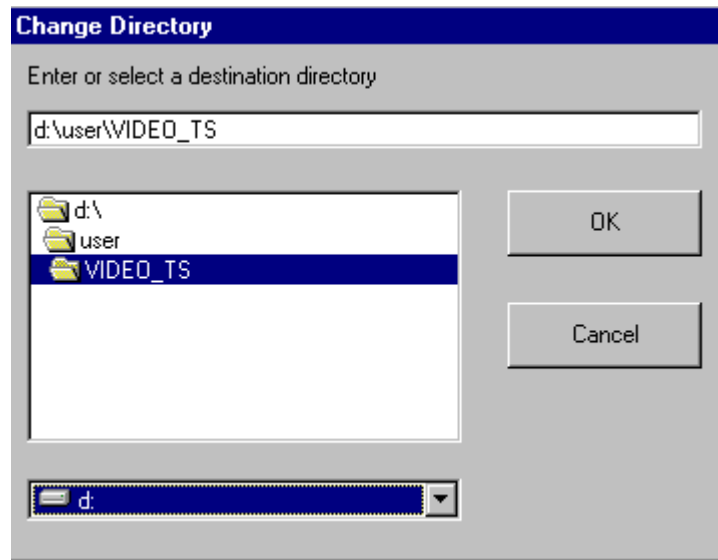 Change Directory
Enter or select a destination directory
d:\user\VIDEO_TS
d:\
user
VIDEO_TS
OK
Cancel
d: